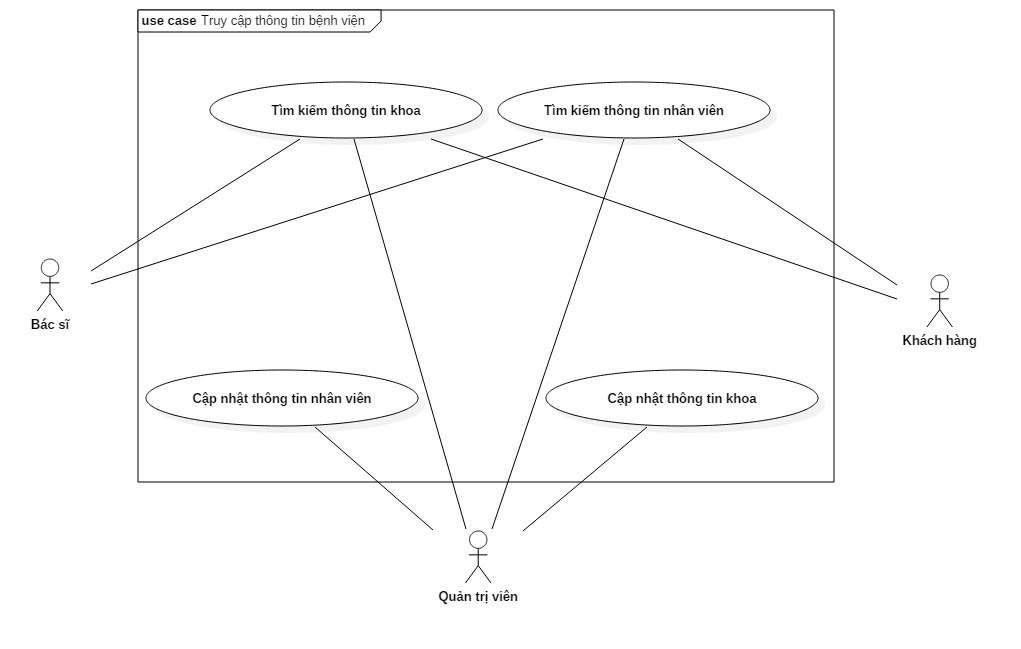 use case Truy cập thông tin bệnh viện
Tìm kiếm thông tin khoa
Tìm kiếm thông tin nhân viên
Bác sĩ
Khách hàng
Cập nhật thông tin nhân viên
Cập nhật thông tin khoa
Quản trị viên